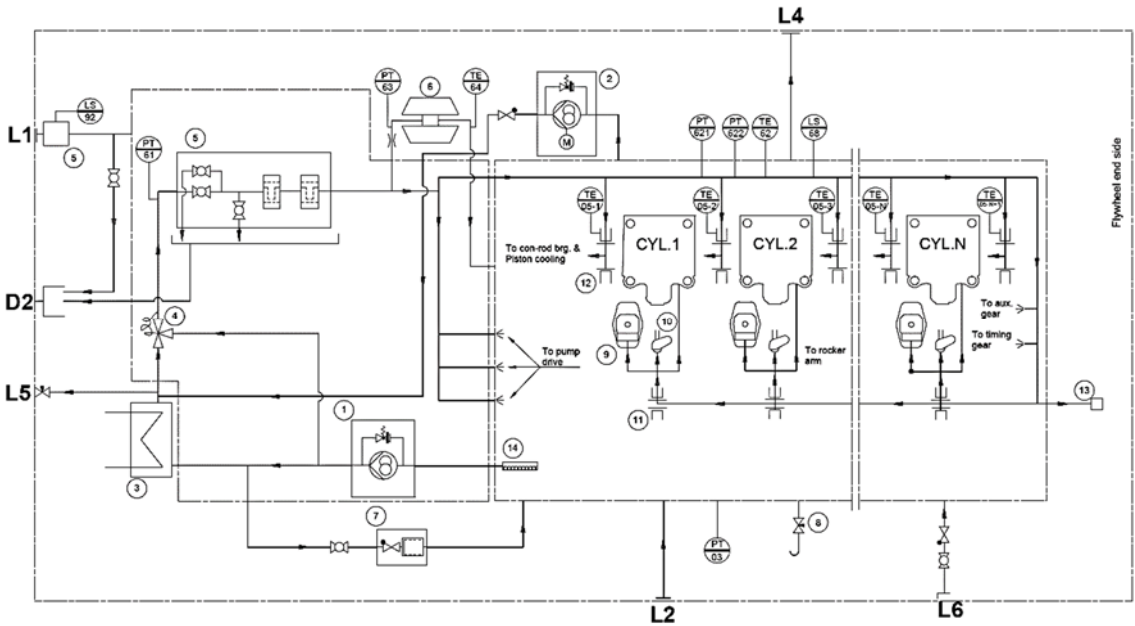 L4
PT
63
6
TE
64
2
M
LS
92
L1
5
PT
61
5
PT
621
PT
622
TE
62
LS
68
Flywheel end side
TE
05-1
TE
05-2
TE
05-3
TE
05-N
TE
05-N+1
CYL.1
CYL.2
CYL.N
To con-rod brg. &
Piston cooling
12
D2
4
10
9
To aux.
gear
To timing
gear
To pump
drive
To rocker
arm
L5
13
1
11
14
3
7
8
PT
03
L2
L6